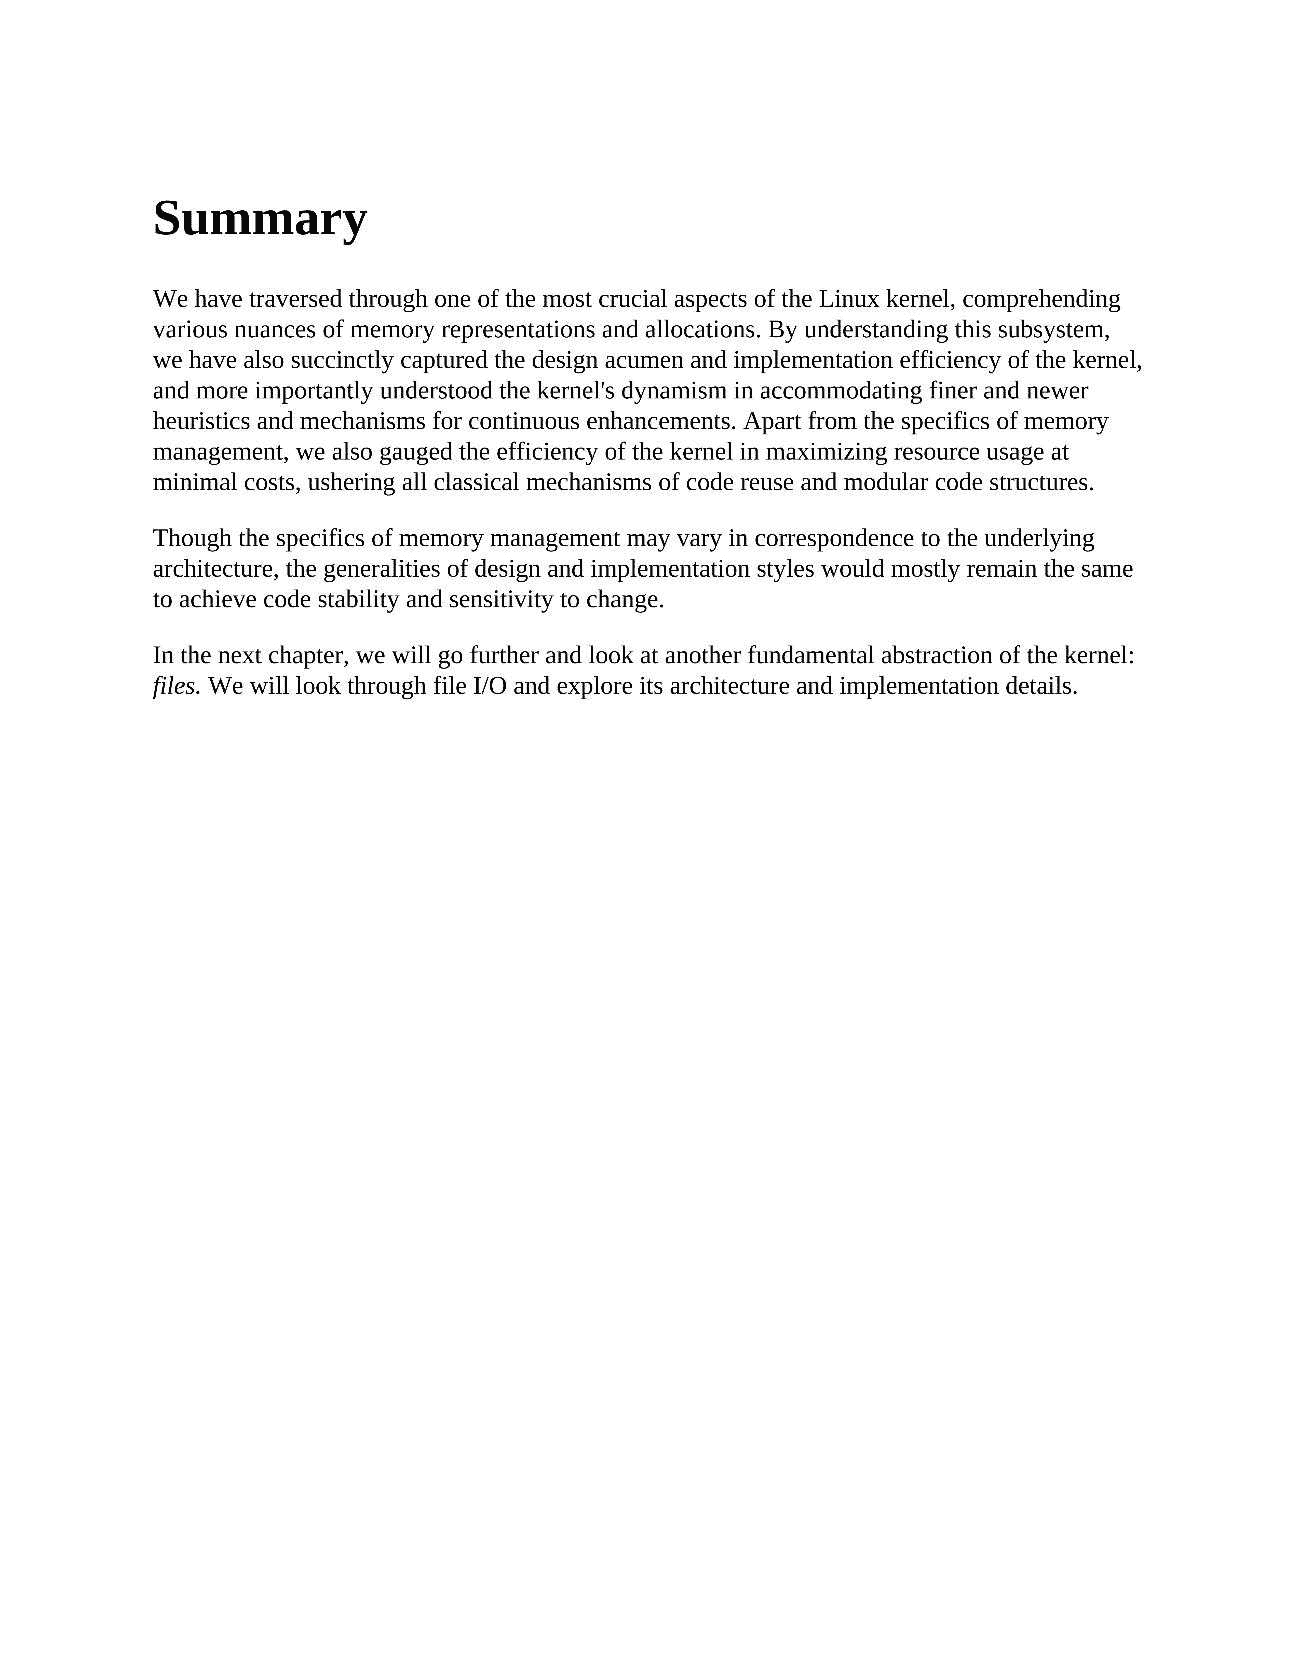 Summary
We have traversed through one of the most crucial aspects of the Linux kernel, comprehending
various nuances of memory representations and allocations. By understanding this subsystem,
we have also succinctly captured the design acumen and implementation efficiency of the kernel,
and more importantly understood the kernel's dynamism in accommodating finer and newer
heuristics and mechanisms for continuous enhancements. Apart from the specifics of memory
management, we also gauged the efficiency of the kernel in maximizing resource usage at
minimal costs, ushering all classical mechanisms of code reuse and modular code structures.
Though the specifics of memory management may vary in correspondence to the underlying
architecture, the generalities of design and implementation styles would mostly remain the same
to achieve code stability and sensitivity to change.
In the next chapter, we will go further and look at another fundamental abstraction of the kernel:
files. We will look through file I/O and explore its architecture and implementation details.